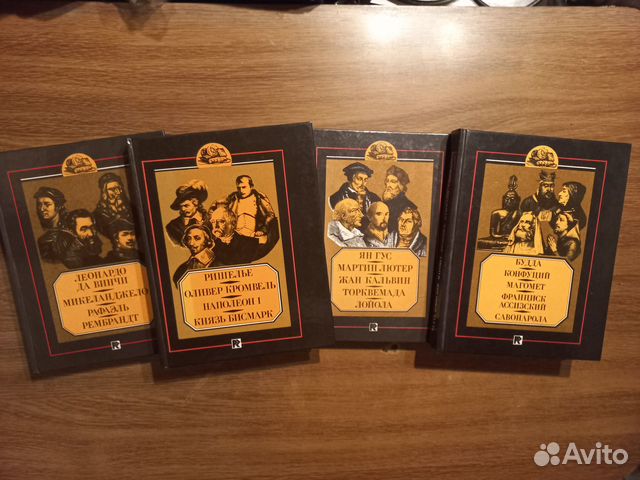 ЛЕОНАРДО
ДА ВИНЧИ
МИКЕЛАНДЖЕЛО
РАФАЭЛЬ
РЕМБРАНДТ
РИШЕЛЬЕ
ОЛИВЕР КРОМВЕЛЬ
НАПОЛЕОН I
КНЯЗЬ БИСМАРК
ЯН ГУС
МАРТИН ЛЮТЕР
ЖАН КАЛЬВИН
ТОРКВЕМАДА
ЛОЙОЛА
БУДДА
КОНФУЦИЙ
МАГОМЕТ
ФРАНЦИСК
АССИЗСКИЙ
САВОНАРОЛА
Avito